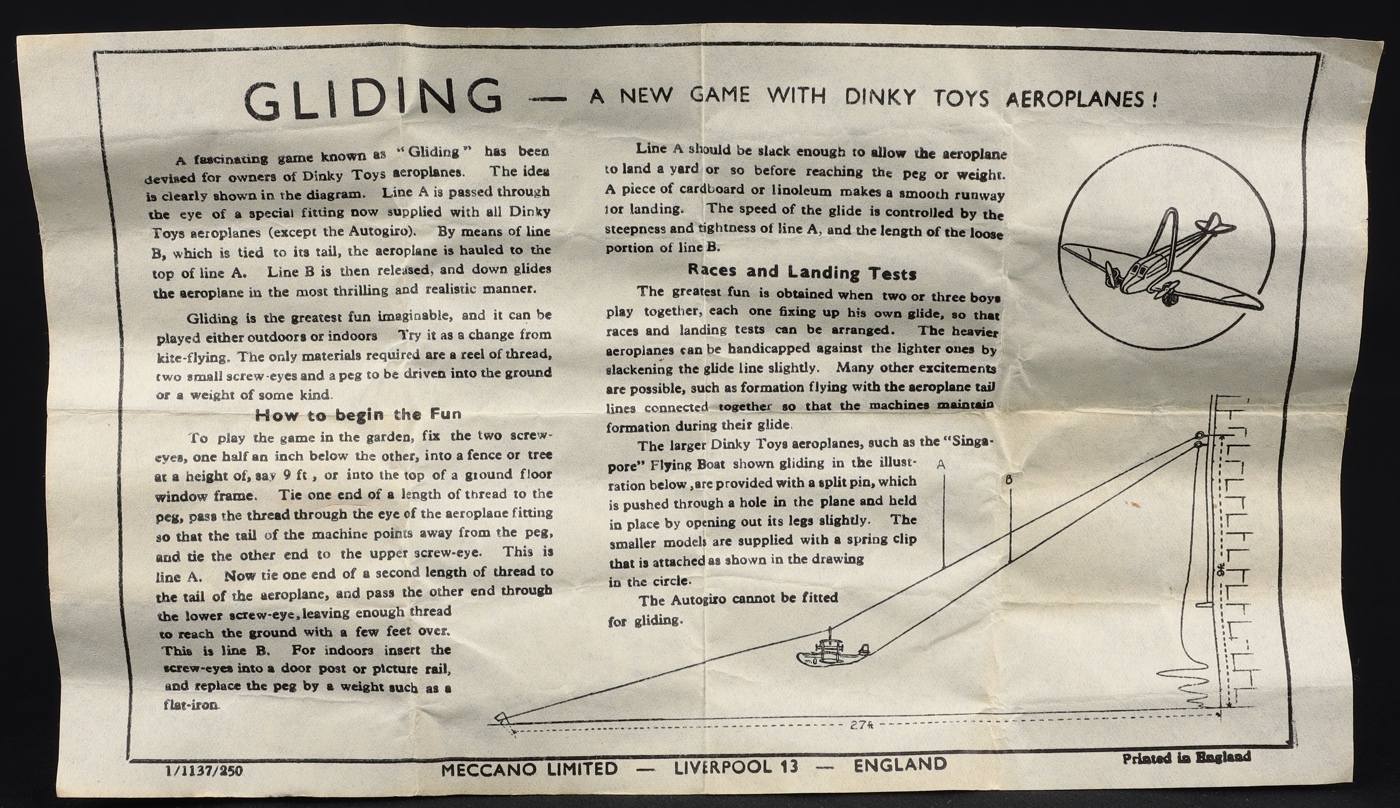 GLIDING — A NEW GAME WITH DINKY TOYS AEROPLANES!
A fascinating game known as "Gliding" has been
devised for owners of Dinky Toys aeroplanes. The idea
is clearly shown in the diagram. Line A is passed through
the eye of a special fitting now supplied with all Dinky
Toys aeroplanes (except the Autogiro). By means of line
B, which is tied to its tail, the aeroplane is hauled to the
top of line A. Line B is then released, and down glides
the aeroplane in the most thrilling and realistic manner.
Gliding is the greatest fun imaginable, and it can be
played either outdoors or indoors Try it as a change from
kite-flying. The only materials required are a reel of thread,
two small screw-eyes and a peg to be driven into the ground
or a weight of some kind.
How to begin the Fun
To play the game in the garden, fix the two screw-
eyes, one half an inch below the other, into a fence or tree
at a height of, say 9 ft, or into the top of a ground floor
window frame. Tie one end of a length of thread to the
peg, pass the thread through the eye of the aeroplane fitting
so that the tail of the machine points away from the peg,
and tie the other end to the upper screw-eye. This is
line A. Now tie one end of a second length of thread to
the tail of the aeroplane, and pass the other end through
the lower screw-eye, leaving enough thread
to reach the ground with a few feet over.
This is line B. For indoors insert the
screw-eyes into a door post or picture rail,
and replace the peg by a weight such as a
flat-iron
Line A should be slack enough to allow the aeroplane
to land a yard or so before reaching the peg or weight.
A piece of cardboard or linoleum makes a smooth runway
for landing. The speed of the glide is controlled by the
steepness and tightness of line A, and the length of the loose
portion of line B.
Races and Landing Tests
The greatest fun is obtained when two or three boys
play together, each one fixing up his own glide, so that
races and landing tests can be arranged. The heavier
aeroplanes can be handicapped against the lighter ones by
slackening the glide line slightly. Many other excitements
are possible, such as formation flying with the aeroplane tail
lines connected together so that the machines maintain
formation during their glide.
The larger Dinky Toys aeroplanes, such as the "Singa-
pore" Flying Boat shown gliding in the illust-
ration below, are provided with a split pin, which
is pushed through a hole in the plane and held
in place by opening out its legs slightly. The
smaller models are supplied with a spring clip
that is attached as shown in the drawing
in the circle.
The Autogiro cannot be fitted
for gliding.
A
B
9ft
27ft
1/1137/250
MECCANO LIMITED — LIVERPOOL 13 — ENGLAND
Printed in England